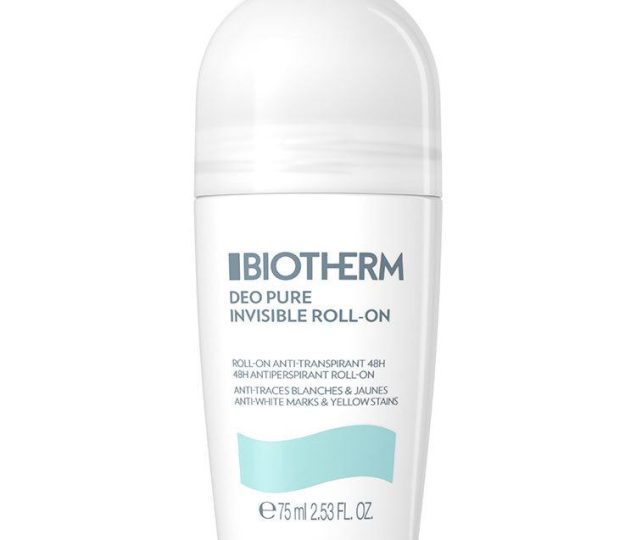 BIOTHERM
DEO PURE
INVISIBLE ROLL-ON
ROLL-ON ANTI-TRANSPIRANT 48H
48H ANTIPERSPIRANT ROLL-ON
ANTI-TRACES BLANCHES & JAUNES
ANTI-WHITE MARKS & YELLOW STAINS
℮75 ml 2.53 FL. OZ.